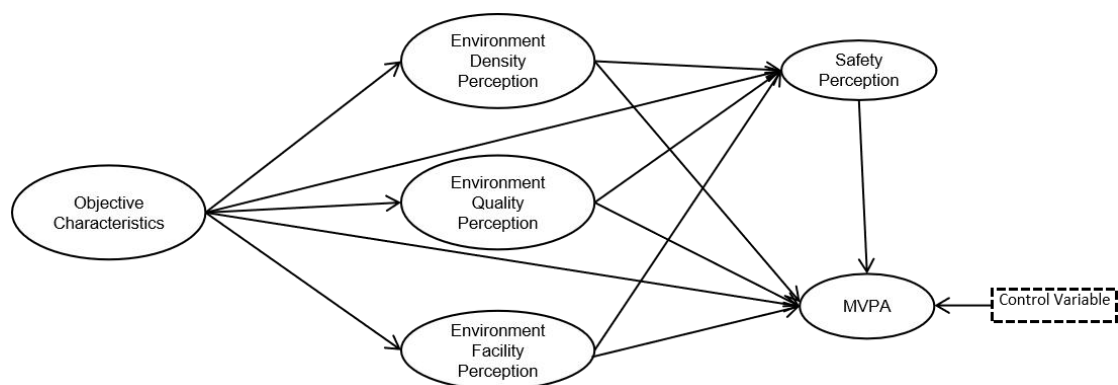 Environment
Density
Perception
Safety
Perception
Objective
Characteristics
Environment
Quality
Perception
MVPA
Control Variable
Environment
Facility
Perception